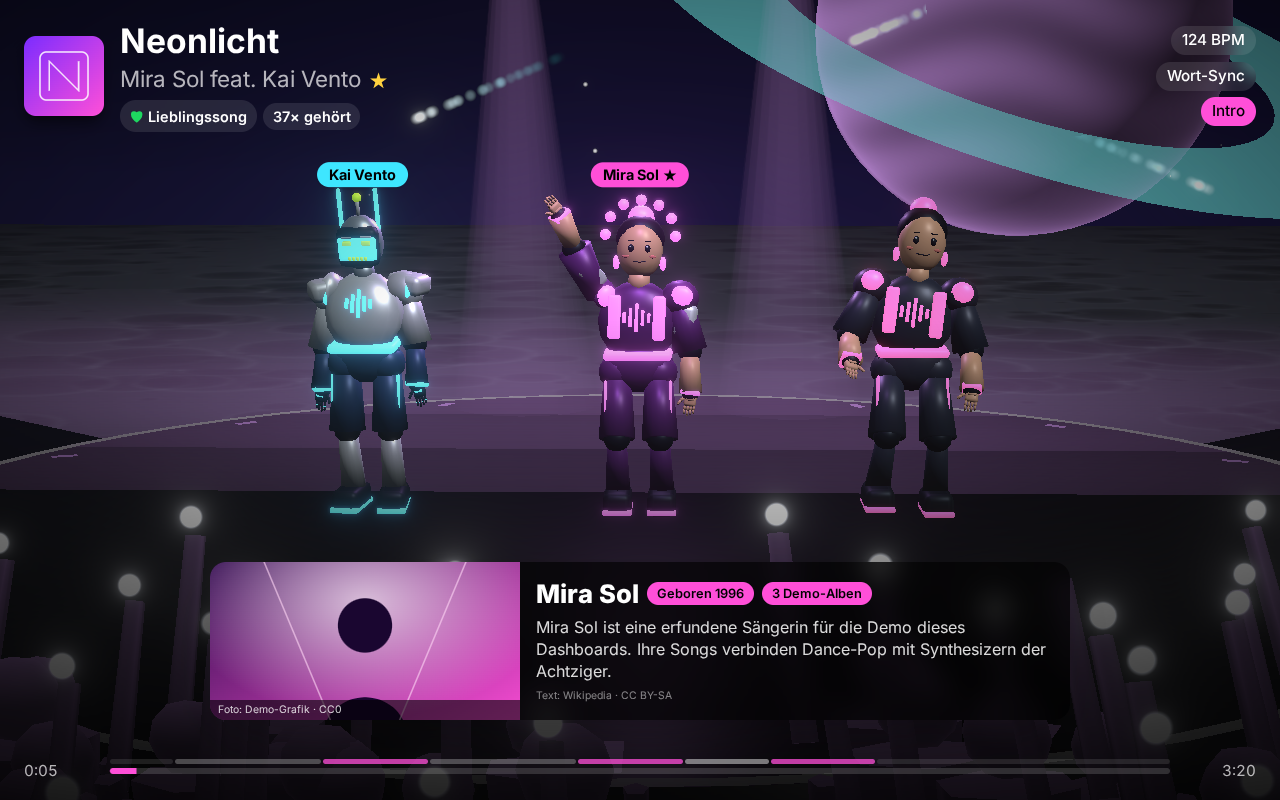 Neonlicht
Mira Sol feat. Kai Vento ★
Lieblingssong
37× gehört
124 BPM
Wort-Sync
Intro
Kai Vento
Mira Sol ★
Mira Sol
Geboren 1996
3 Demo-Alben
Mira Sol ist eine erfundene Sängerin für die Demo dieses
Dashboards. Ihre Songs verbinden Dance-Pop mit Synthesizern der
Achtziger.
Text: Wikipedia · CC BY-SA
Foto: Demo-Grafik · CC0
0:05
3:20